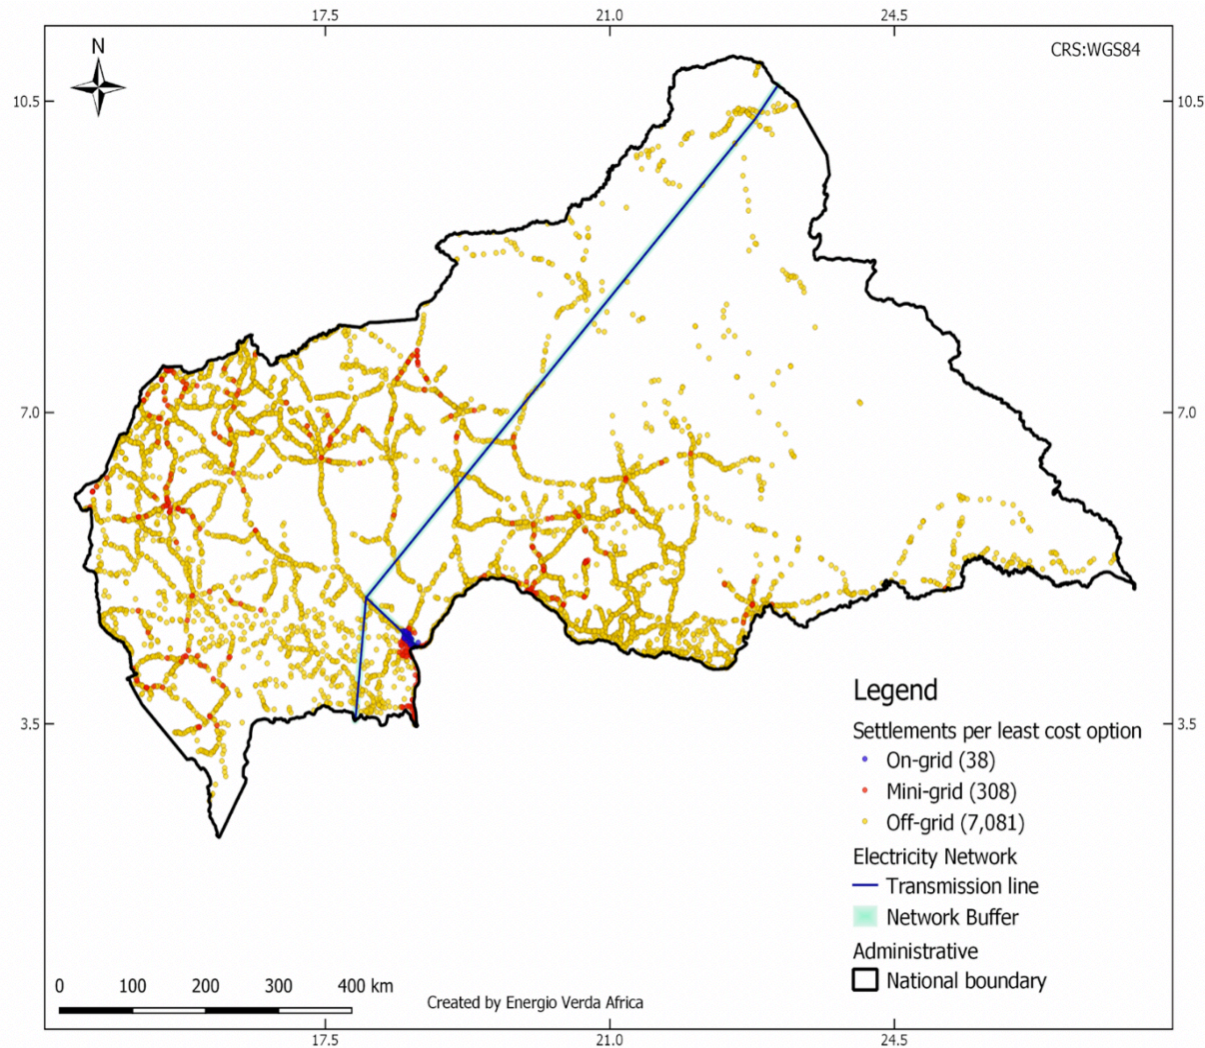 17.5 21.0 24.5
N
CRS:WGS84
10.5 10.5
7.0 7.0
Legend
Settlements per least cost option
3.5 3.5
On-grid (38)
Mini-grid (308)
Off-grid (7,081)
Electricity Network
Transmission line
Network Buffer
Administrative
National boundary
0 100 200 300 400 km
Created by Energio Verda Africa
17.5 21.0 24.5